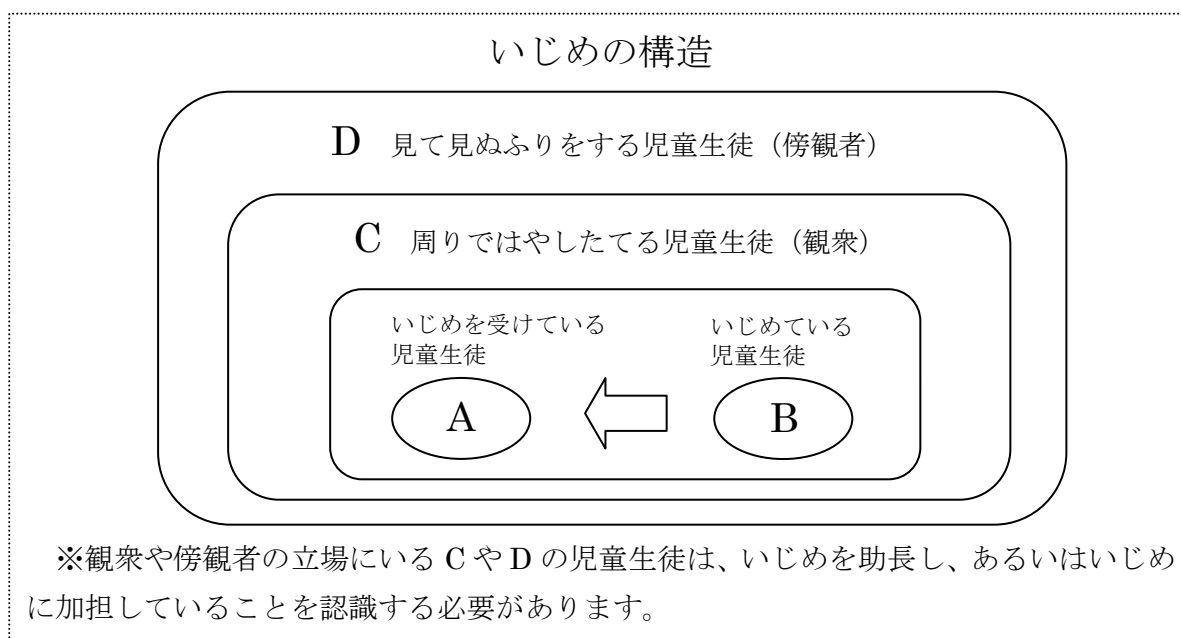 いじめの構造
D 見て見ぬふりをする児童生徒（傍観者）
C 周りではやしたてる児童生徒（観衆）
いじめを受けている
児童生徒
A
いじめている
児童生徒
B
※観衆や傍観者の立場にいる C や D の児童生徒は、いじめを助長し、あるいはいじめ
に加担していることを認識する必要があります。